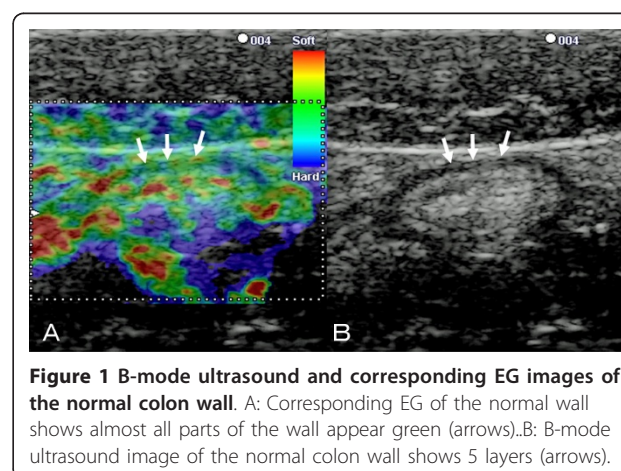 004
Soft
Hard
004
A
B
Figure 1 B-mode ultrasound and corresponding EG images of
the normal colon wall. A: Corresponding EG of the normal wall
shows almost all parts of the wall appear green (arrows)..B: B-mode
ultrasound image of the normal colon wall shows 5 layers (arrows).